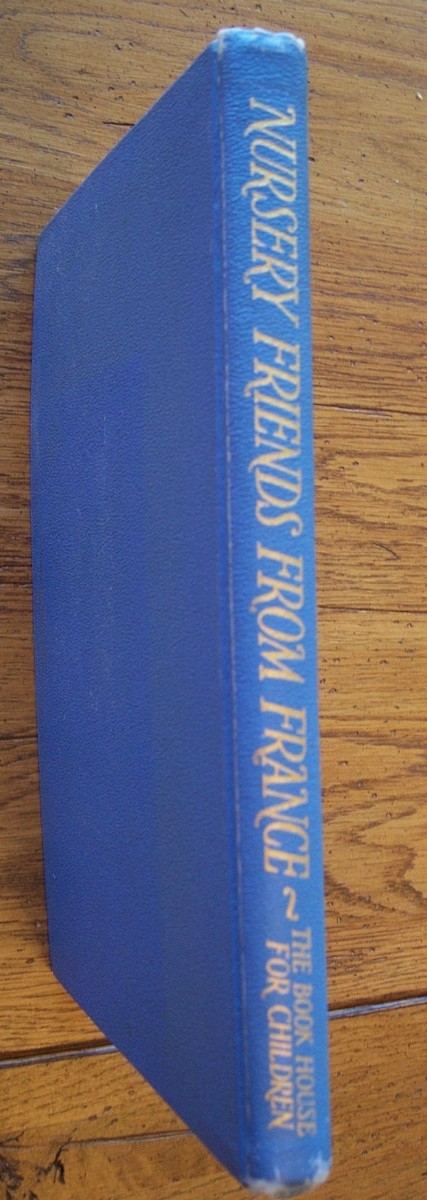 NURSERY FRIENDS FROM FRANCE ~
THE BOOK HOUSE
FOR CHILDREN